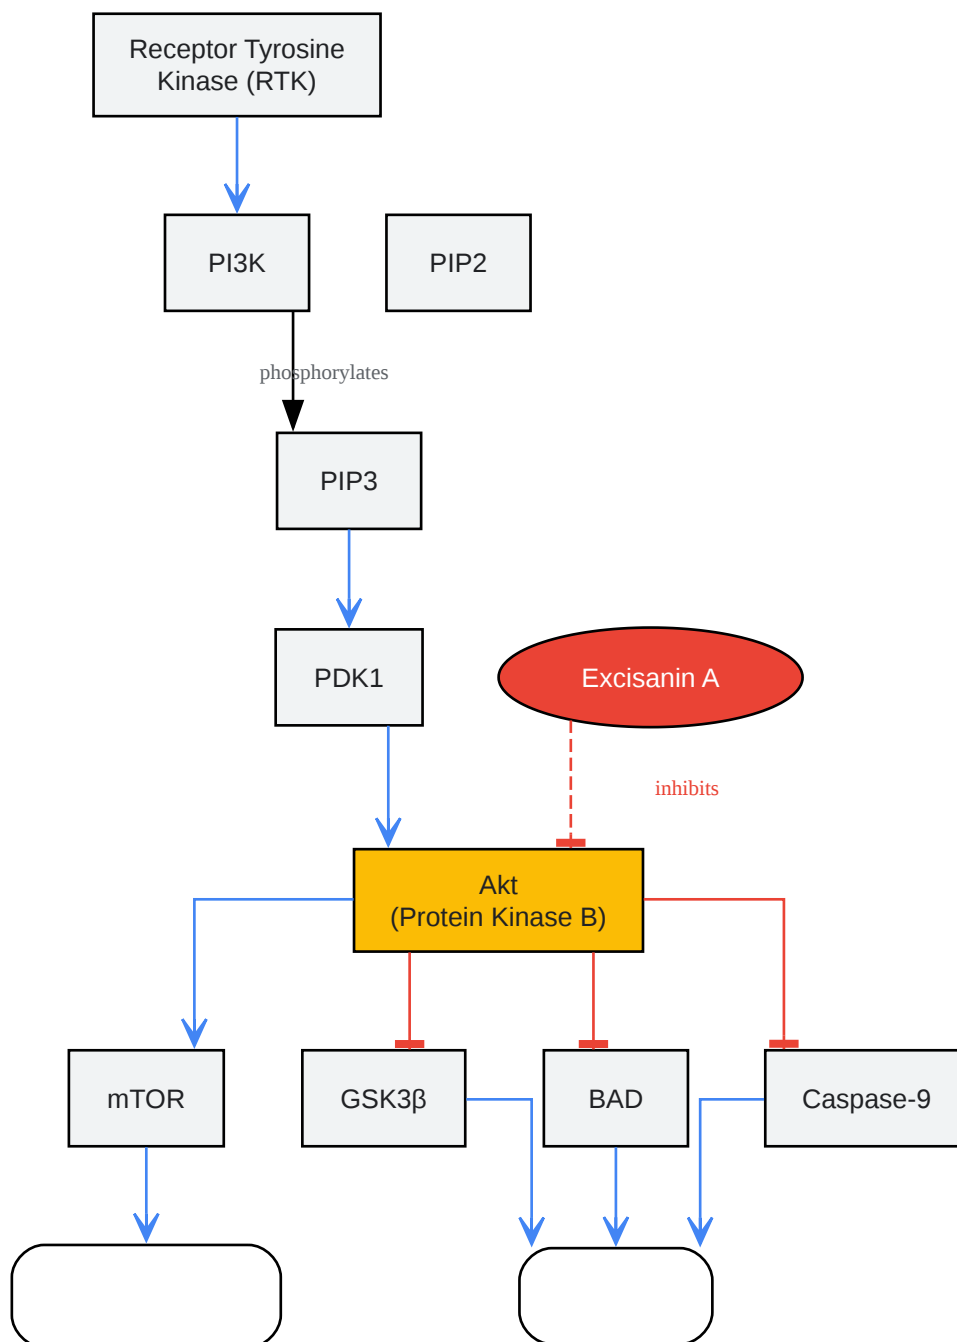 Receptor Tyrosine
Kinase (RTK)
PI3K
PIP2
phosphorylates
PIP3
PDK1
Excisanin A
inhibits
Akt
(Protein Kinase B)
mTOR
GSK3β
BAD
Caspase-9